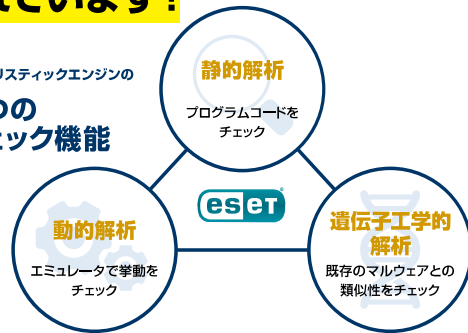 ざいます！
リスティックエンジンの
つの
ェック機能
静的解析
プログラムコードを
チェック
eseT
動的解析
エミュレータで挙動を
チェック
遺伝子工学的
解析
既存のマルウェアとの
類似性をチェック